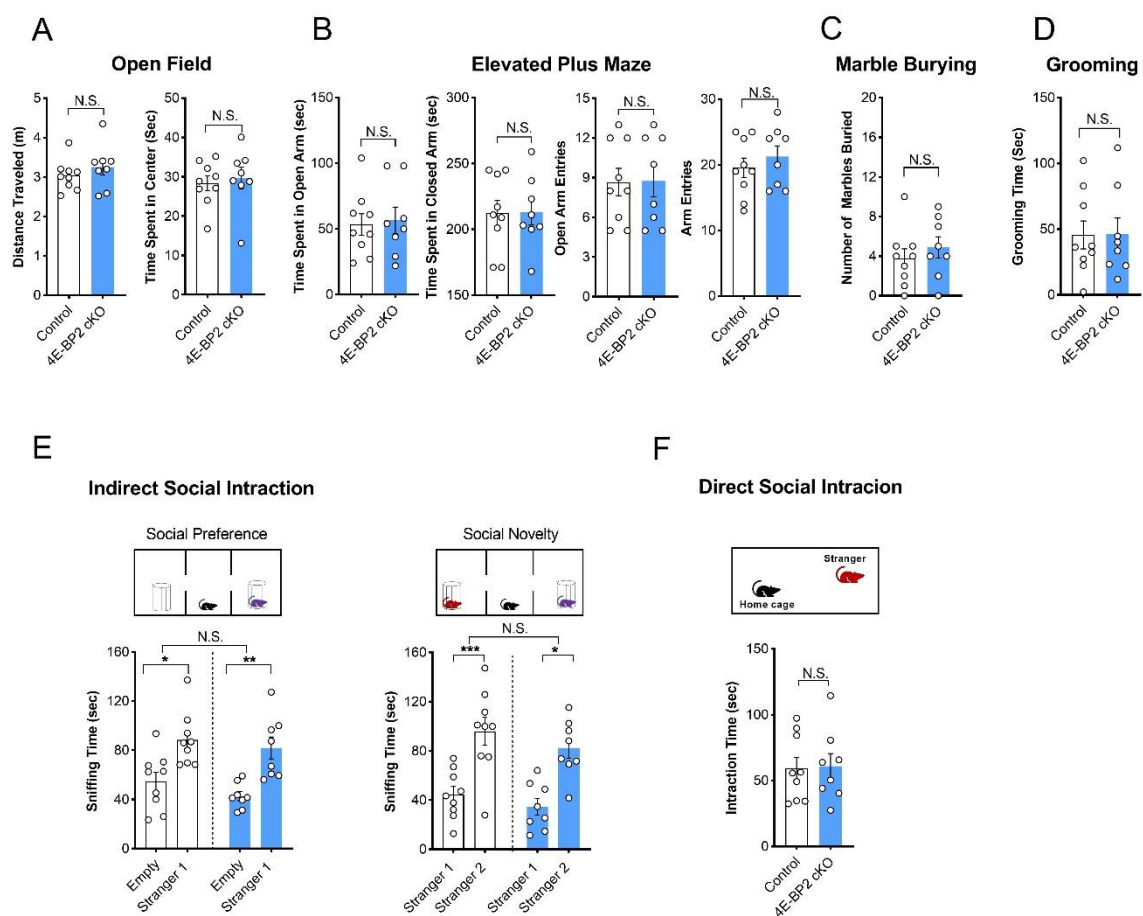 A
B
C
D
Open Field
Elevated Plus Maze
Marble Burying
Grooming
Distance Traveled (m)
5
4
3
2
1
0
N.S.
Control
4E-BP2 cKO
Time Spent in Center (Sec)
50
40
30
20
10
0
N.S.
Control
4E-BP2 cKO
Time Spent in Open Arm (sec)
150
100
50
0
N.S.
Control
4E-BP2 cKO
Time Spent in Closed Arm (sec)
300
250
200
150
N.S.
Control
4E-BP2 cKO
Open Arm Entries
15
10
5
0
N.S.
Control
4E-BP2 cKO
Arm Entries
30
20
10
0
N.S.
Control
4E-BP2 cKO
Number of Marbles Buried
20
16
12
8
4
0
N.S.
Control
4E-BP2 cKO
Grooming Time (Sec)
150
100
50
0
N.S.
Control
4E-BP2 cKO
E
F
Indirect Social Intraction
Direct Social Intracion
Social Preference
Social Novelty
Stranger
Home cage
N.S.
*
**
Sniffing Time (sec)
160
120
80
40
0
Empty
Stranger 1
Empty
Stranger 1
N.S.
***
*
Sniffing Time (sec)
160
120
80
40
0
Stranger 1
Stranger 2
Stranger 1
Stranger 2
N.S.
Intraction Time (sec)
150
100
50
0
Control
4E-BP2 cKO